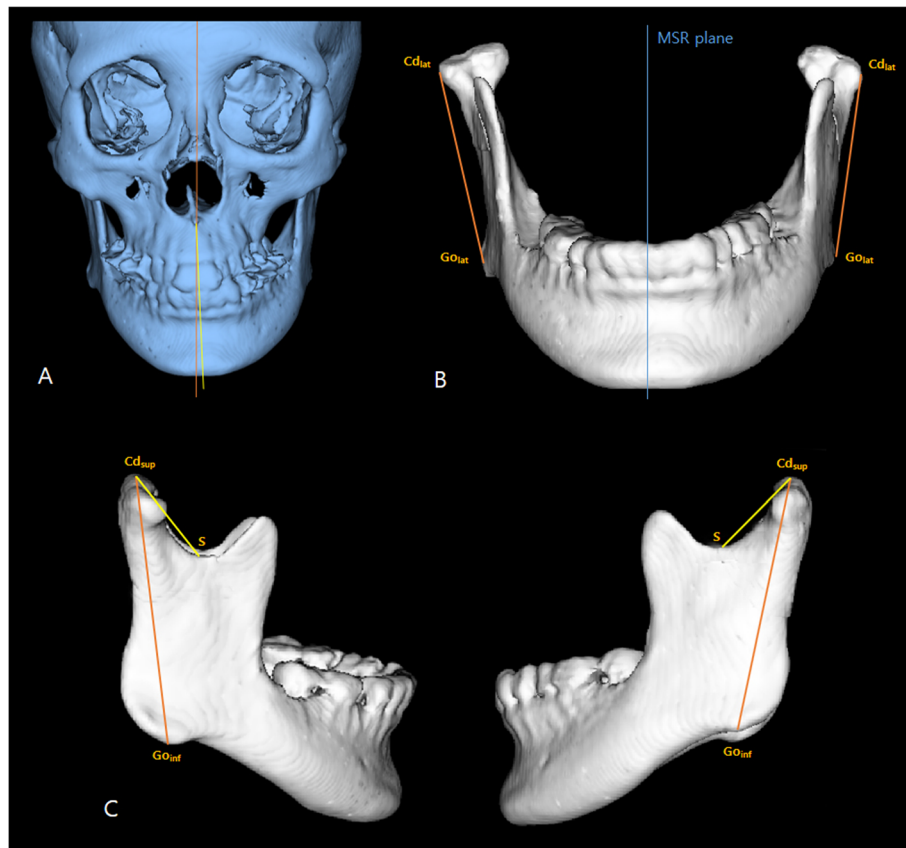 MSR plane
Cdlat
Cdlat
Golat
Golat
A
B
Cdsup
Cdsup
S
S
Goinf
Goinf
C